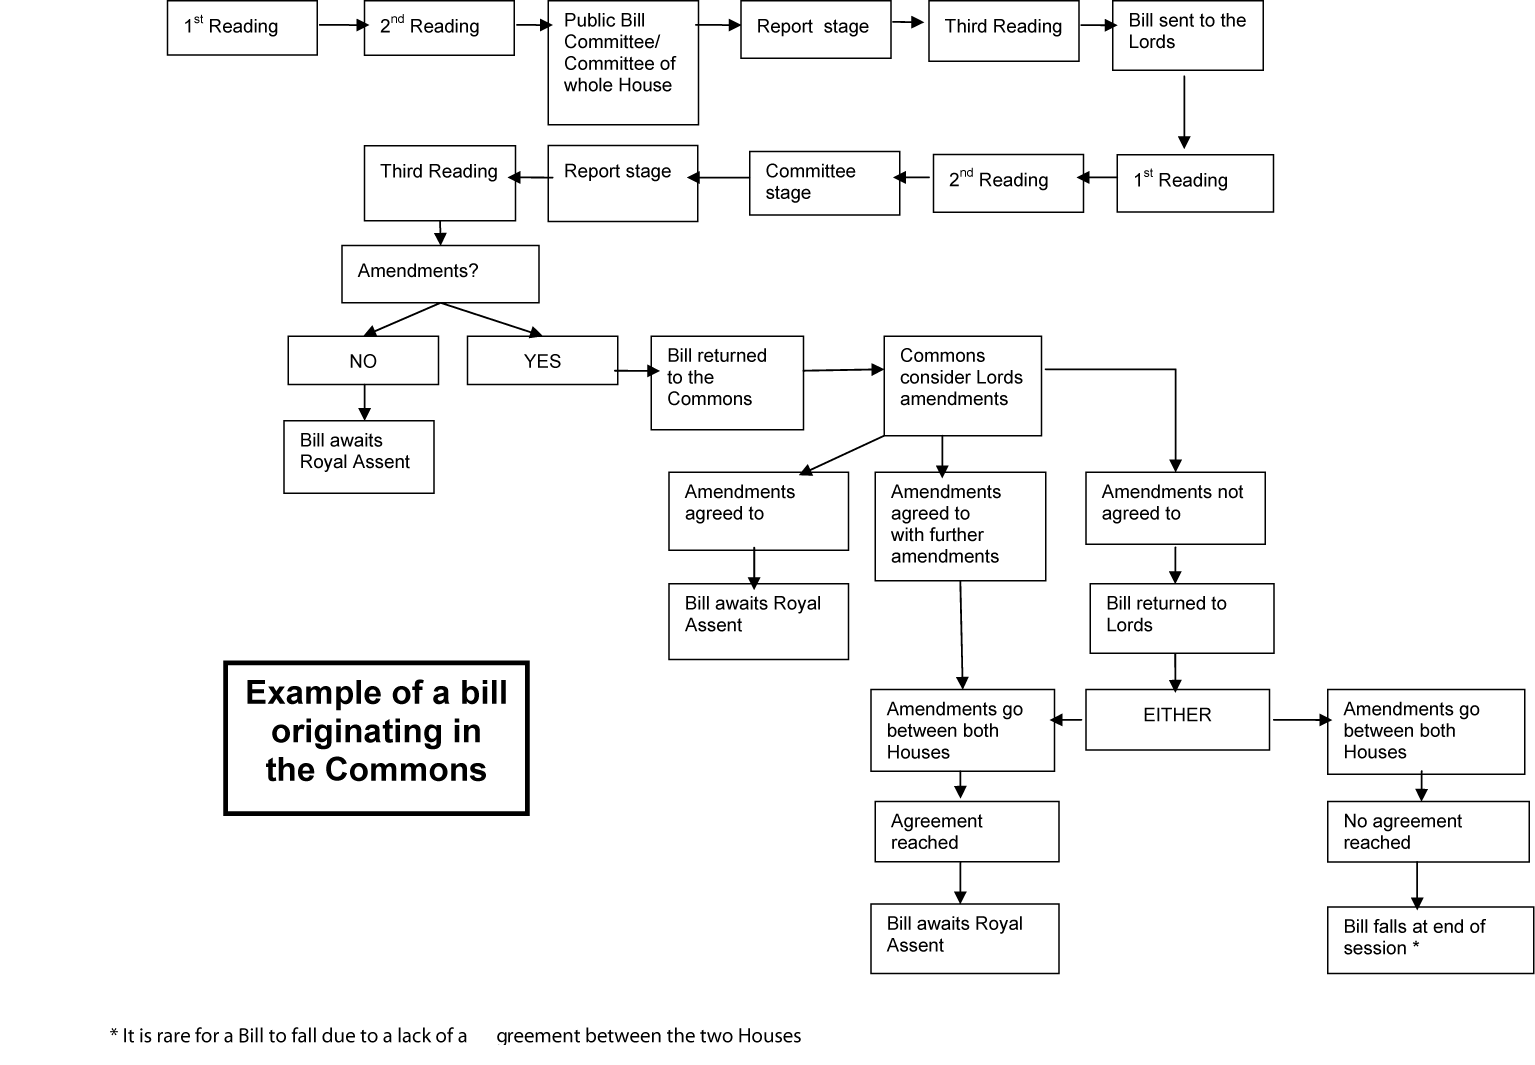 1st Reading
2nd Reading
Public Bill
Committee/
Committee of
whole House
Report stage
Third Reading
Bill sent to the
Lords
Third Reading
Report stage
Committee
stage
2nd Reading
1st Reading
Amendments?
NO
YES
Bill returned
to the
Commons
Commons
consider Lords
amendments
Bill awaits
Royal Assent
Amendments
agreed to
Amendments
agreed to
with further
amendments
Amendments not
agreed to
Bill awaits Royal
Assent
Bill returned to
Lords
Example of a bill
originating in
the Commons
Amendments go
between both
Houses
EITHER
Amendments go
between both
Houses
Agreement
reached
No agreement
reached
Bill awaits Royal
Assent
Bill falls at end of
session *
* It is rare for a Bill to fall due to a lack of a greement between the two Houses